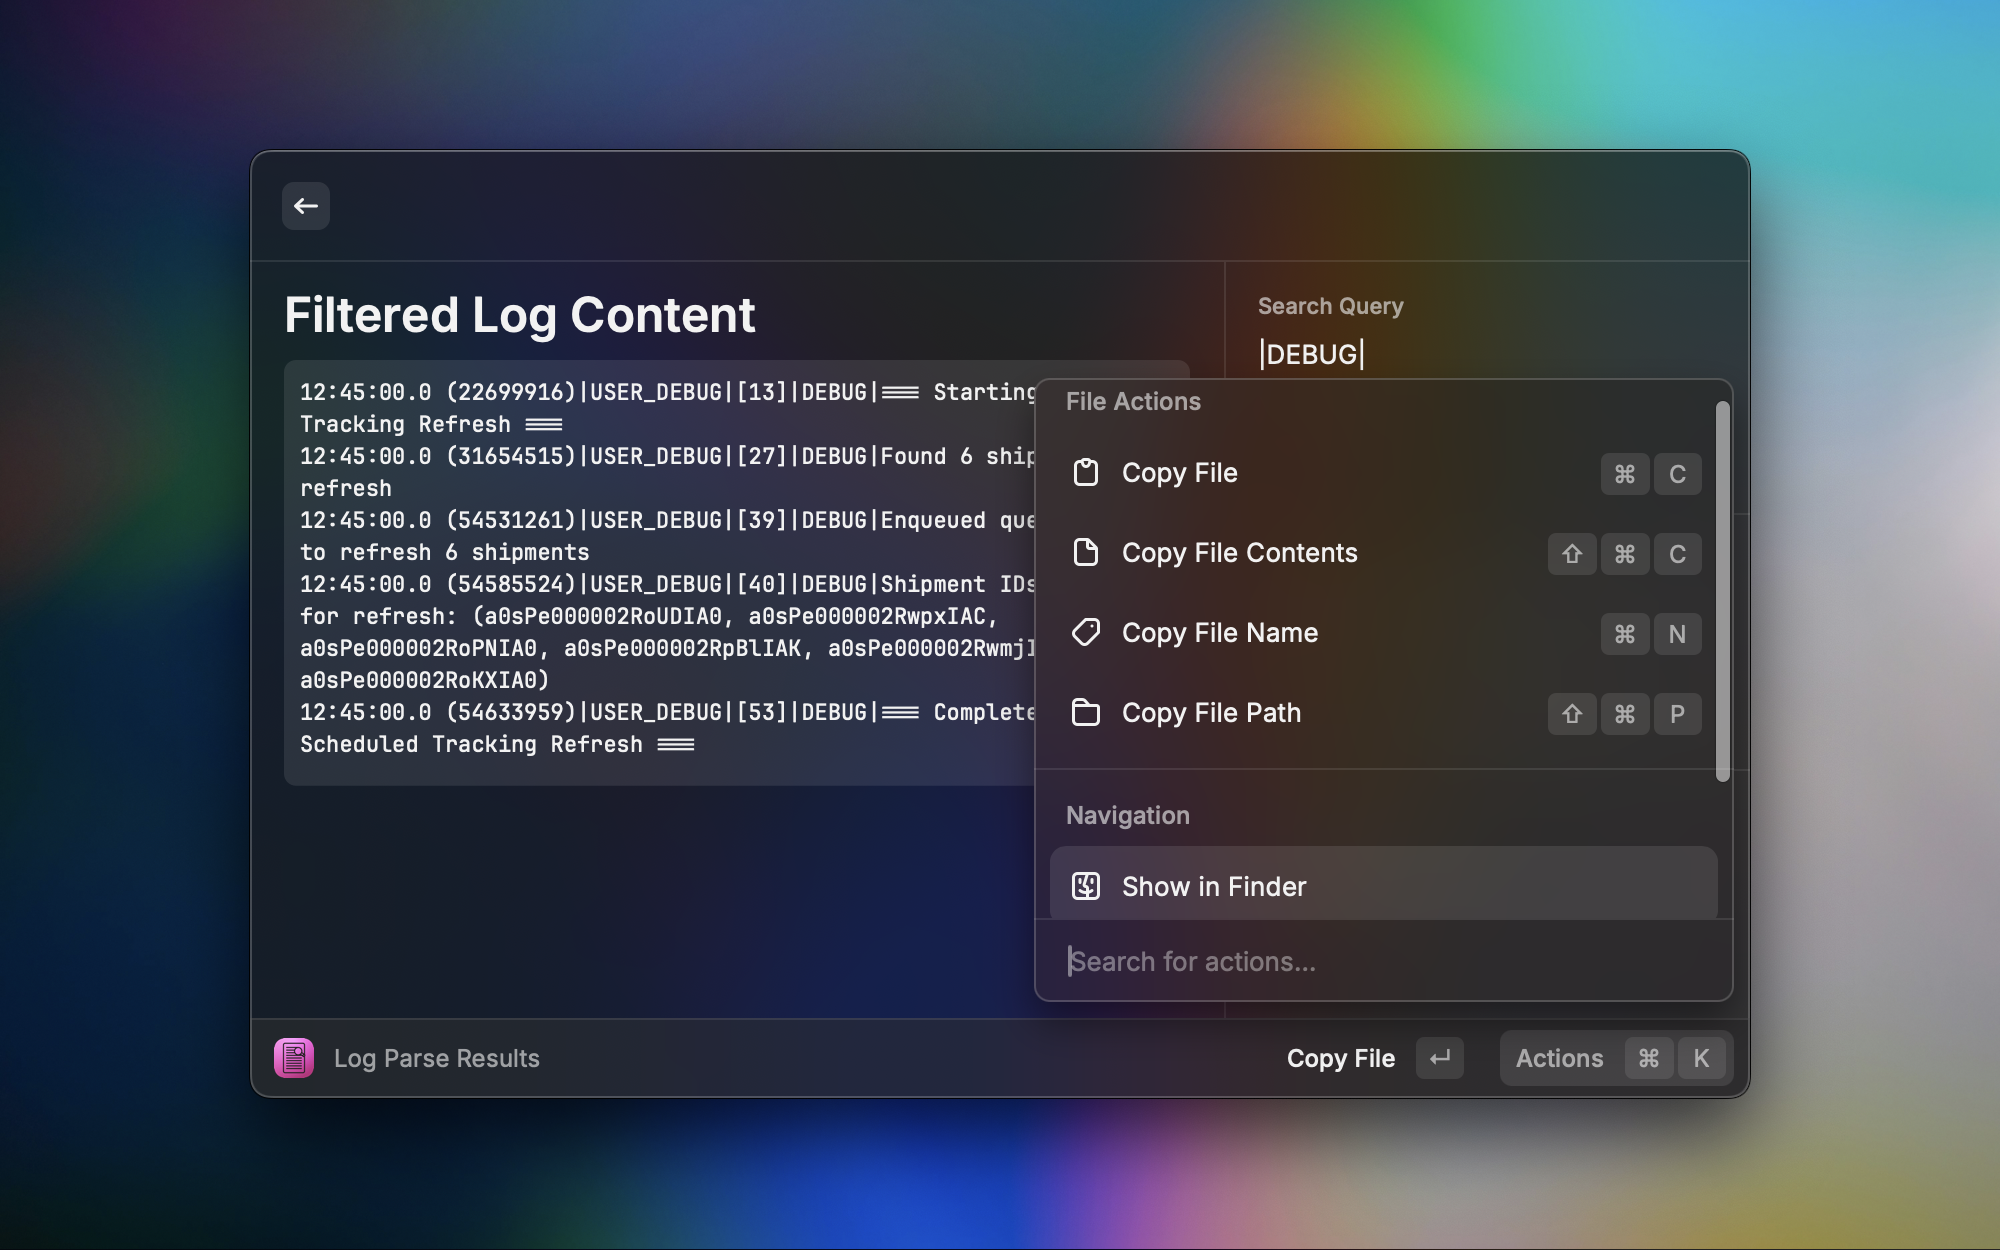 Filtered Log Content
12:45:00.0 (22699916)|USER_DEBUG|[13]|DEBUG|=== Starting
Tracking Refresh ===
12:45:00.0 (31654515)|USER_DEBUG|[27]|DEBUG|Found 6
refresh
12:45:00.0 (54531261)|USER_DEBUG|[39]|DEBUG|Enqueued
to refresh 6 shipments
12:45:00.0 (54585524)|USER_DEBUG|[40]|DEBUG|Shipment IDs
for refresh: (a0sPe000002RoUDIA0, a0sPe000002RwpxIAC,
a0sPe000002RoPNIA0, a0sPe000002RpBlIAK,
a0sPe000002RoKXIA0)
12:45:00.0 (54633959)|USER_DEBUG|[53]|DEBUG|===
Scheduled Tracking Refresh ===
Search Query
|DEBUG|
File Actions
Copy File ⌘ C
Copy File Contents ⇧ ⌘ C
Copy File Name ⌘ N
Copy File Path ⇧ ⌘ P
Navigation
Show in Finder
Search for actions...
Log Parse Results
Copy File ↵
Actions ⌘ K